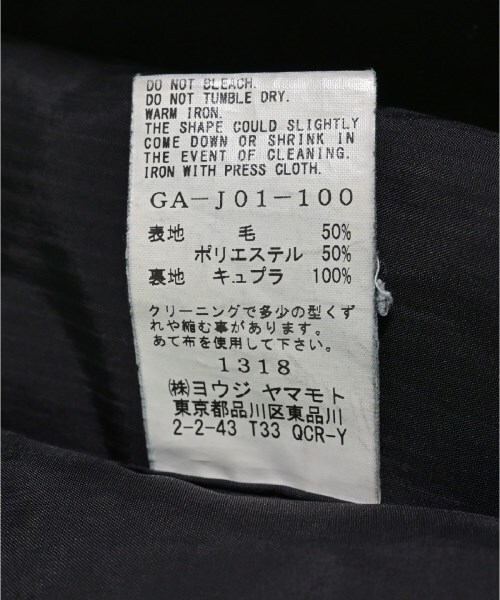 DO NOT BLEACH.
DO NOT TUMBLE DRY.
WARM IRON.
THE SHAPE COULD SLIGHTLY
COME DOWN OR SHRINK IN
THE EVENT OF CLEANING.
IRON WITH PRESS CLOTH.
GA-J01-100
表地 毛 50%
ポリエステル 50%
裏地 キュプラ 100%
クリーニングで多少の型くず
れや縮む事があります。
あて布を使用して下さい。
1318
㈱ヨウジ ヤマモト
東京都品川区東品川
2-2-43 T33 QCR-Y